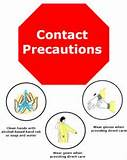 Contact
Precautions
Clean hands with
alcohol-based hand rub
or soap and water
Wear gloves when
providing direct care
Wear gown when
providing direct care